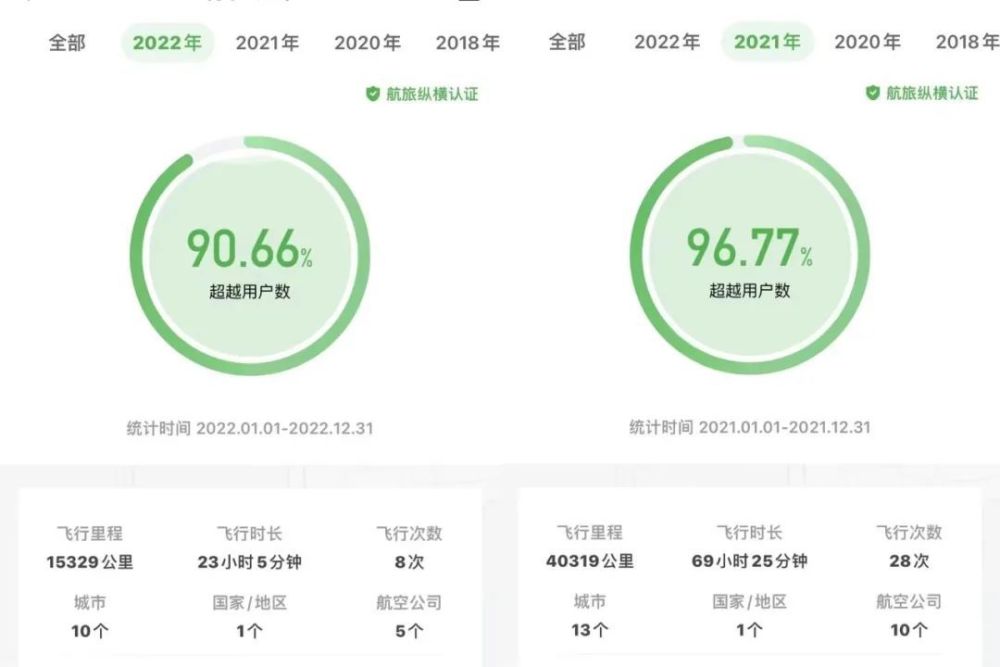 全部 2022年 2021年 2020年 2018年
航旅纵横认证
90.66%
超越用户数
统计时间 2022.01.01-2022.12.31
飞行里程 飞行时长 飞行次数
15329公里 23小时5分钟 8次
城市 国家/地区 航空公司
10个 1个 5个
全部 2022年 2021年 2020年 2018年
航旅纵横认证
96.77%
超越用户数
统计时间 2021.01.01-2021.12.31
飞行里程 飞行时长 飞行次数
40319公里 69小时25分钟 28次
城市 国家/地区 航空公司
13个 1个 10个